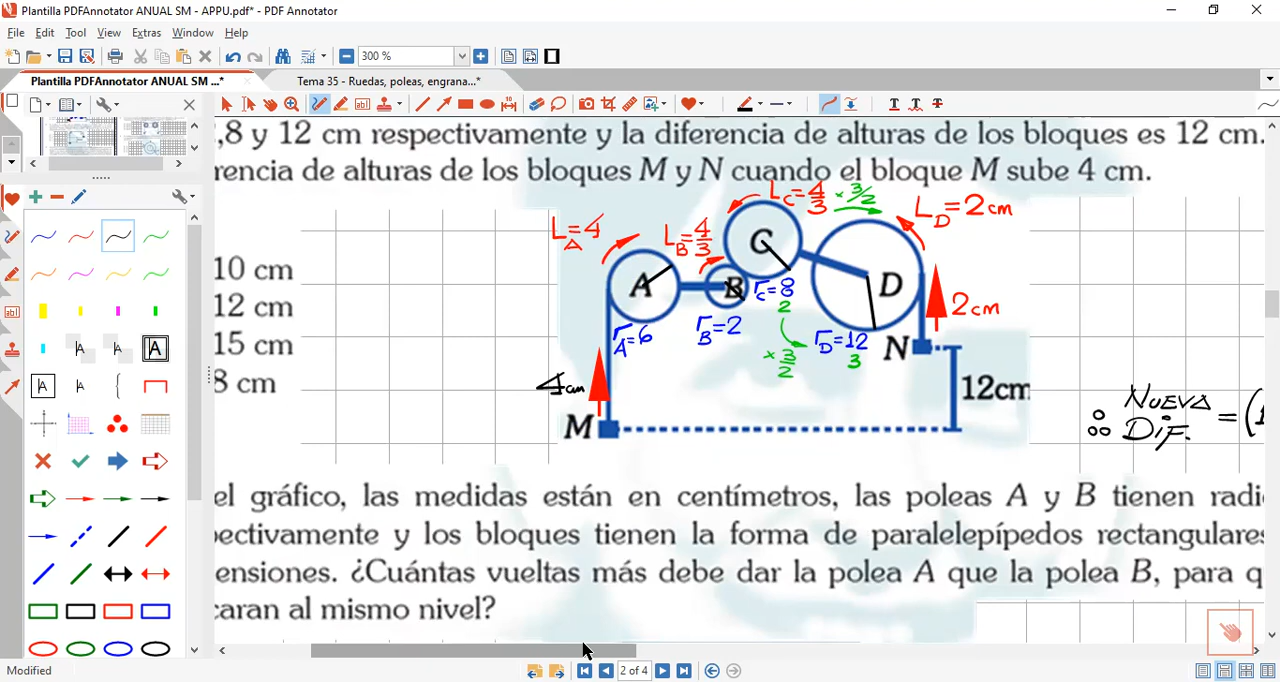 Plantilla PDFAnnotator ANUAL SM - APPU.pdf* - PDF Annotator
File Edit Tool View Extras Window Help
300 %
Plantilla PDFAnnotator ANUAL SM ...*
Tema 35 - Ruedas, poleas, engrana...*
,8 y 12 cm respectivamente y la diferencia de alturas de los bloques es 12 cm.
rencia de alturas de los bloques M y N cuando el bloque M sube 4 cm.
L_C = 4/3
×3/2
L_D = 2cm
L_A = 4
L_B = 4/3
C
10 cm
A
B
D
r_C = 8
2
2cm
12 cm
r_A = 6
r_B = 2
r_D = 12
3
×3/2
N
15 cm
8 cm
4cm
12cm
M
NUEVA
DIF. = (
el gráfico, las medidas están en centímetros, las poleas A y B tienen radi
pectivamente y los bloques tienen la forma de paralelepípedos rectangulares
ensiones. ¿Cuántas vueltas más debe dar la polea A que la polea B, para q
caran al mismo nivel?
2 of 4
Modified